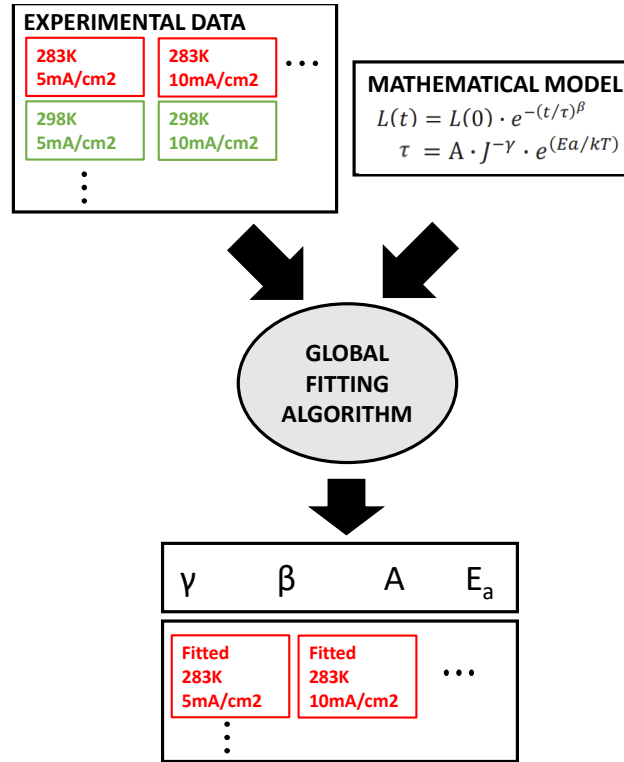 EXPERIMENTAL DATA
283K
5mA/cm2
283K
10mA/cm2
...
298K
5mA/cm2
298K
10mA/cm2
⋮
MATHEMATICAL MODEL
L(t) = L(0) · e^{-(t/τ)^β}
τ = A · J^{-γ} · e^{(Ea/kT)}
GLOBAL
FITTING
ALGORITHM
γ β A E_a
Fitted
283K
5mA/cm2
Fitted
283K
10mA/cm2
...
⋮